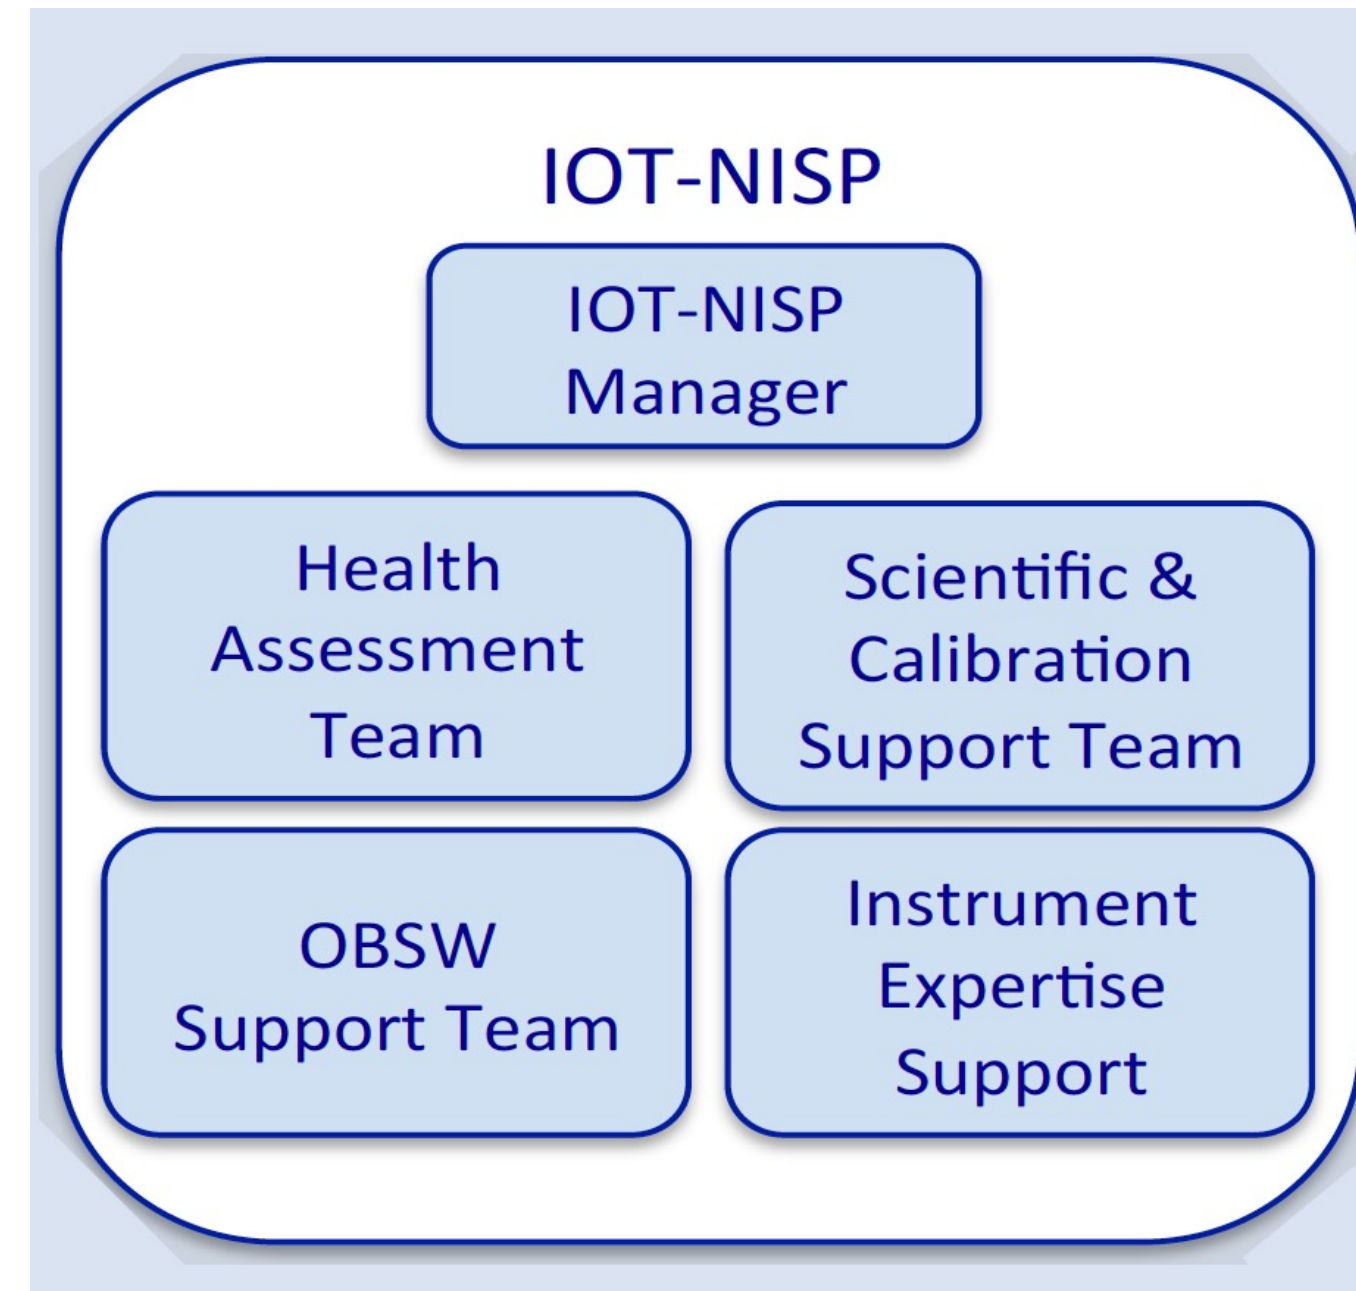 IOT-NISP
IOT-NISP
Manager
Health
Assessment
Team
Scientific &
Calibration
Support Team
OBSW
Support Team
Instrument
Expertise
Support